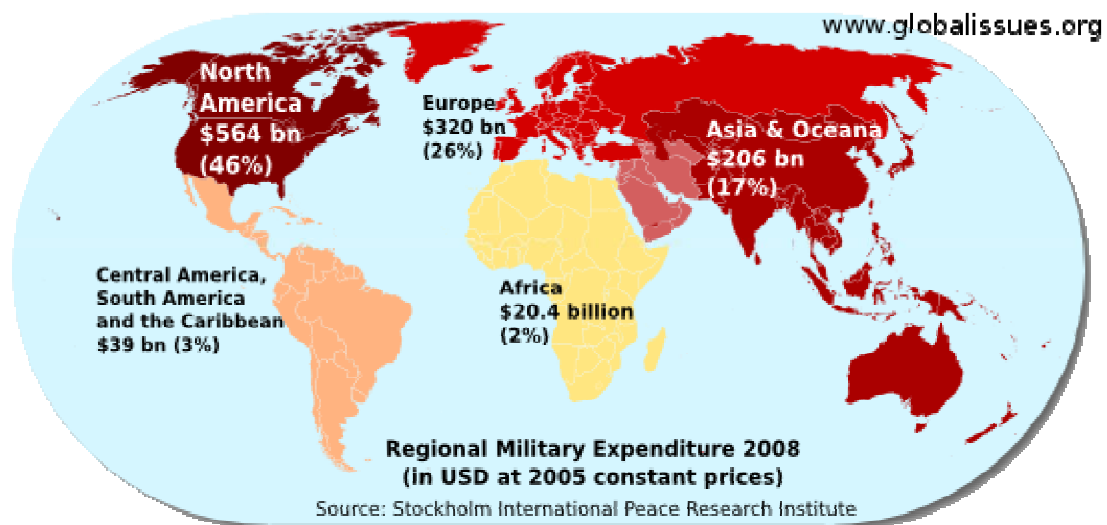 www.globalissues.org
North
America
$564 bn
(46%)
Europe
$320 bn
(26%)
Asia & Oceana
$206 bn
(17%)
Central America,
South America
and the Caribbean
$39 bn (3%)
Africa
$20.4 billion
(2%)
Regional Military Expenditure 2008
(in USD at 2005 constant prices)
Source: Stockholm International Peace Research Institute